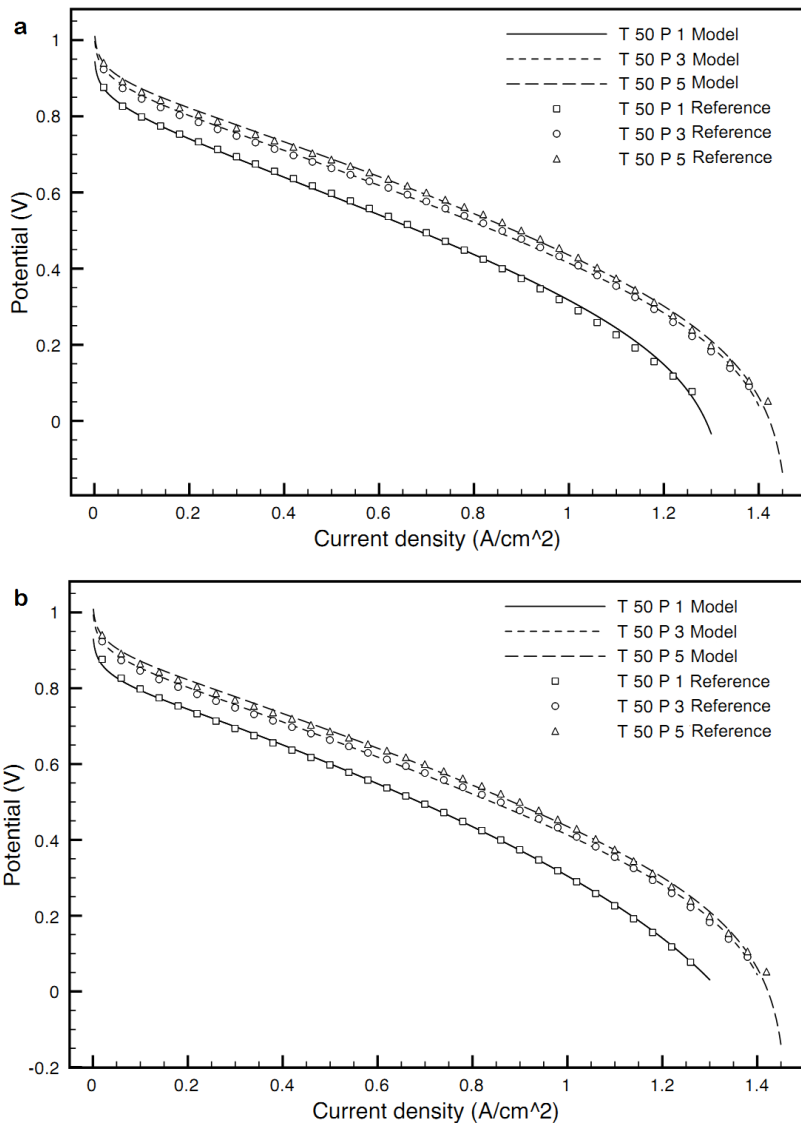 a
T 50 P 1 Model
T 50 P 3 Model
T 50 P 5 Model
T 50 P 1 Reference
T 50 P 3 Reference
T 50 P 5 Reference
1
0.8
0.6
0.4
0.2
0
Potential (V)
0 0.2 0.4 0.6 0.8 1 1.2 1.4
Current density (A/cm^2)
b
T 50 P 1 Model
T 50 P 3 Model
T 50 P 5 Model
T 50 P 1 Reference
T 50 P 3 Reference
T 50 P 5 Reference
1
0.8
0.6
0.4
0.2
0
-0.2
Potential (V)
0 0.2 0.4 0.6 0.8 1 1.2 1.4
Current density (A/cm^2)